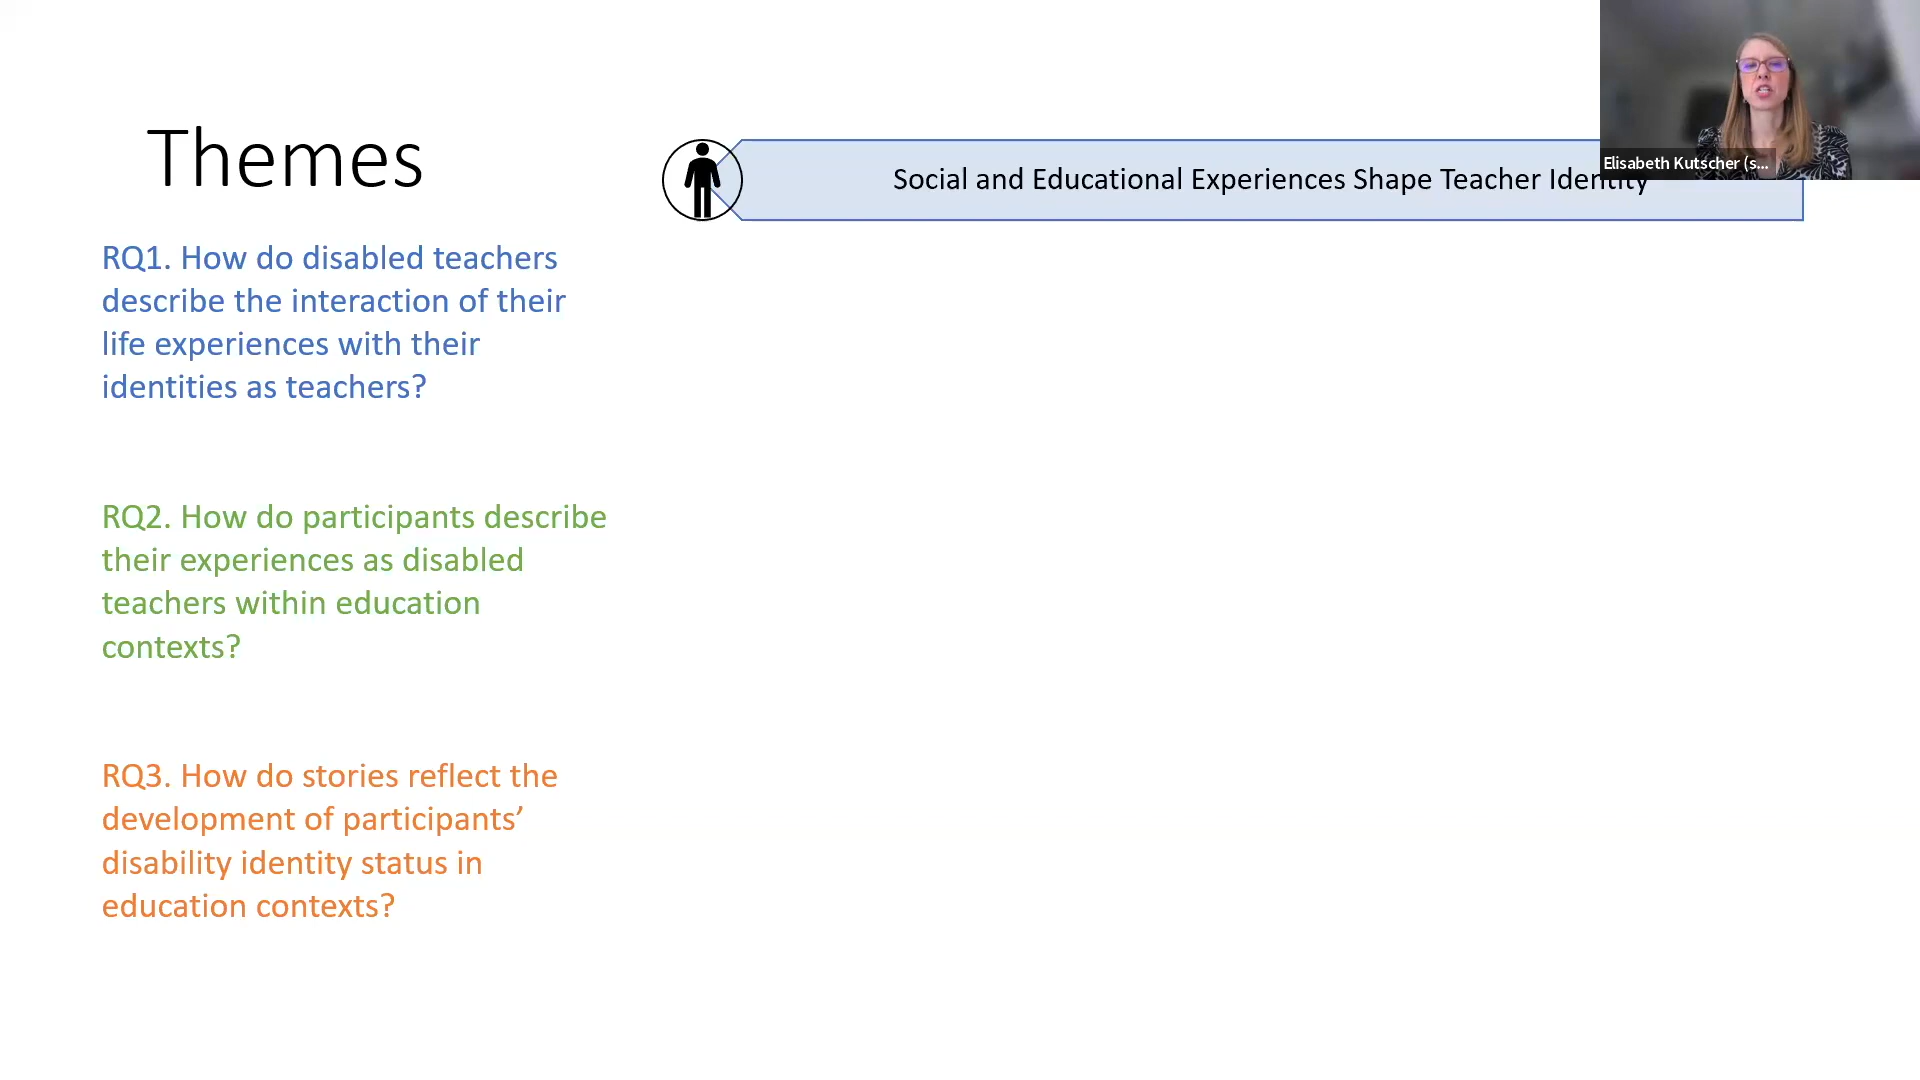 Themes
Social and Educational Experiences Shape Teacher Identity
Elisabeth Kutscher (s...
RQ1. How do disabled teachers
describe the interaction of their
life experiences with their
identities as teachers?
RQ2. How do participants describe
their experiences as disabled
teachers within education
contexts?
RQ3. How do stories reflect the
development of participants’
disability identity status in
education contexts?